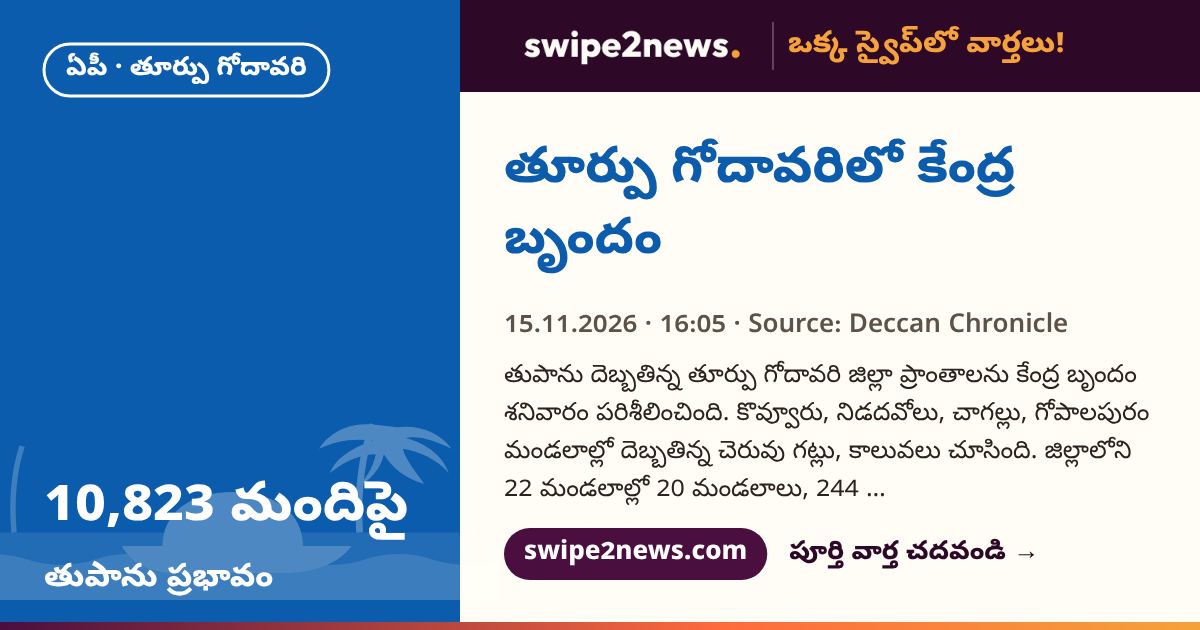 ఏపీ · తూర్పు గోదావరి
10,823 మందిపై
తుపాను ప్రభావం
swipe2news.
ఒక్క స్వైప్‌లో వార్తలు!
తూర్పు గోదావరిలో కేంద్ర
బృందం
15.11.2026 · 16:05 · Source: Deccan Chronicle
తుపాను దెబ్బతిన్న తూర్పు గోదావరి జిల్లా ప్రాంతాలను కేంద్ర బృందం
శనివారం పరిశీలించింది. కొవ్వూరు, నిడదవోలు, చాగల్లు, గోపాలపురం
మండలాల్లో దెబ్బతిన్న చెరువు గట్లు, కాలువలు చూసింది. జిల్లాలోని
22 మండలాల్లో 20 మండలాలు, 244 ...
swipe2news.com
పూర్తి వార్త చదవండి →